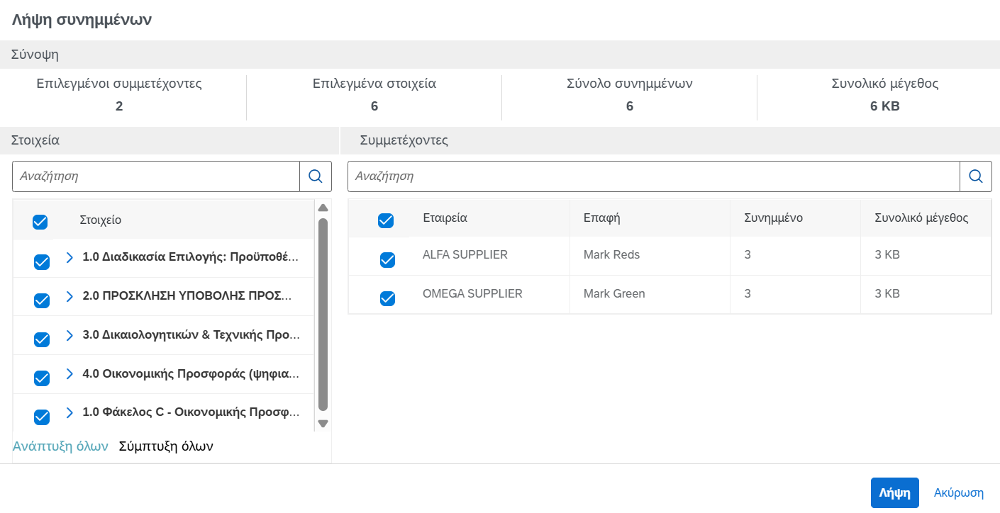 Λήψη συνημμένων
Σύνοψη
Επιλεγμένοι συμμετέχοντες
2
Επιλεγμένα στοιχεία
6
Σύνολο συνημμένων
6
Συνολικό μέγεθος
6 KB
Στοιχεία
Αναζήτηση
Στοιχείο
1.0 Διαδικασία Επιλογής: Προϋποθέ...
2.0 ΠΡΟΣΚΛΗΣΗ ΥΠΟΒΟΛΗΣ ΠΡΟΣ...
3.0 Δικαιολογητικών & Τεχνικής Προ...
4.0 Οικονομικής Προσφοράς (ψηφια...
1.0 Φάκελος C - Οικονομικής Προσφ...
Ανάπτυξη όλων Σύμπτυξη όλων
Συμμετέχοντες
Αναζήτηση
Εταιρεία Επαφή Συνημμένο Συνολικό μέγεθος
ALFA SUPPLIER Mark Reds 3 3 KB
OMEGA SUPPLIER Mark Green 3 3 KB
Λήψη Ακύρωση